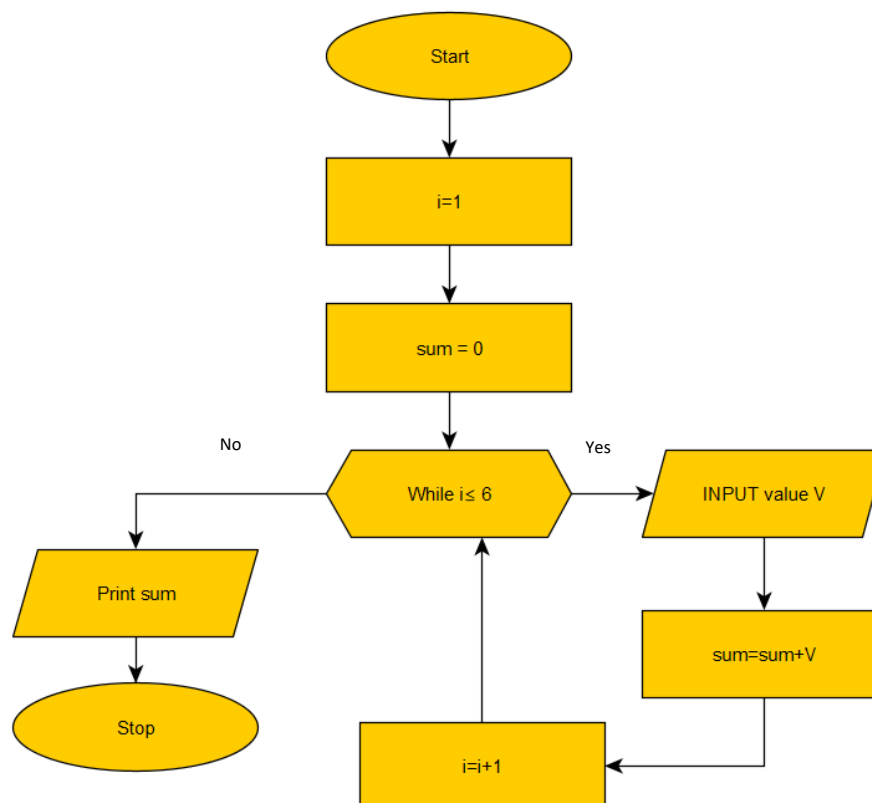 Start
i=1
sum = 0
No
Yes
While i≤ 6
INPUT value V
Print sum
sum=sum+V
Stop
i=i+1